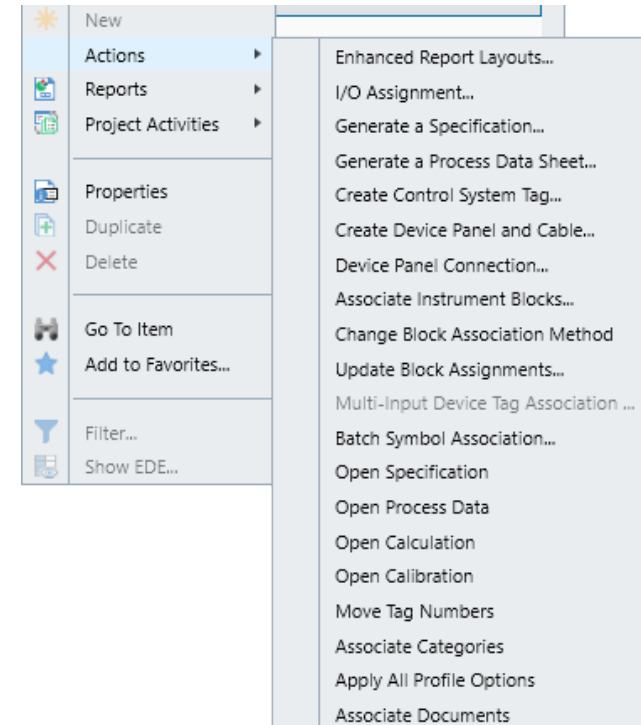 New
Actions
Reports
Project Activities
Properties
Duplicate
Delete
Go To Item
Add to Favorites...
Filter...
Show EDE...
Enhanced Report Layouts...
I/O Assignment...
Generate a Specification...
Generate a Process Data Sheet...
Create Control System Tag...
Create Device Panel and Cable...
Device Panel Connection...
Associate Instrument Blocks...
Change Block Association Method
Update Block Assignments...
Multi-Input Device Tag Association ...
Batch Symbol Association...
Open Specification
Open Process Data
Open Calculation
Open Calibration
Move Tag Numbers
Associate Categories
Apply All Profile Options
Associate Documents